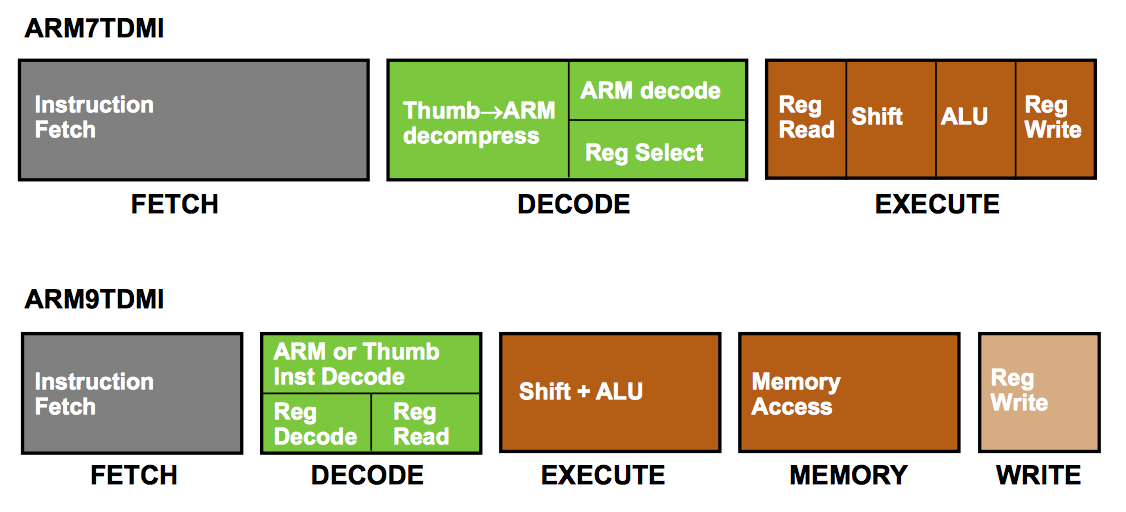 ARM7TDMI
Instruction
Fetch
Thumb→ARM
decompress
ARM decode
Reg Select
Reg
Read
Shift
ALU
Reg
Write
FETCH
DECODE
EXECUTE
ARM9TDMI
Instruction
Fetch
ARM or Thumb
Inst Decode
Reg
Decode
Reg
Read
Shift + ALU
Memory
Access
Reg
Write
FETCH
DECODE
EXECUTE
MEMORY
WRITE